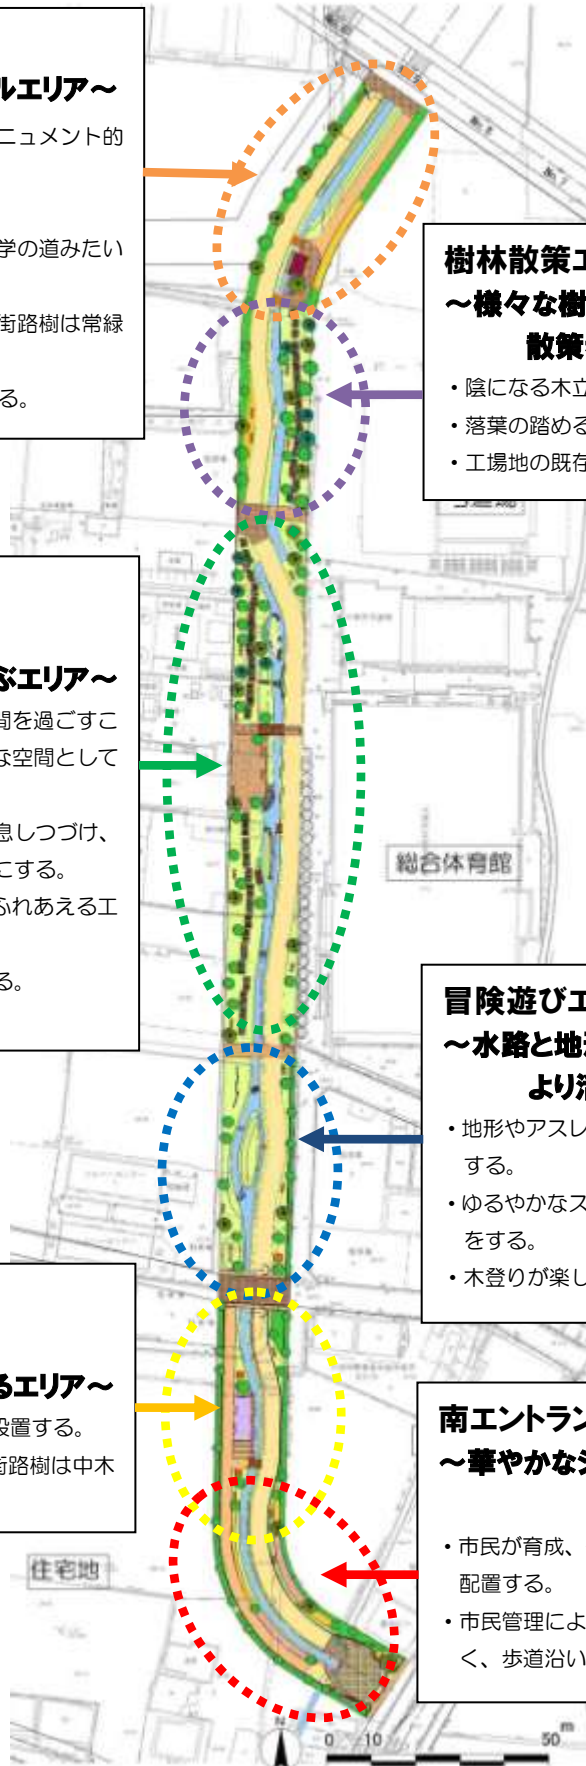 ルエリア～
ニュメント的
学の道みたい
街路樹は常緑
る。
樹林散策エ
～様々な樹
散策
・陰になる木立
・落葉の踏める
・工場地の既存
ぶエリア～
間を過ごすこ
な空間として
息しつづけ、
にする。
ふれあえるエ
る。
総合体育館
冒険遊びエ
～水路と地形
より活
・地形やアスレ
する。
・ゆるやかなス
をする。
・木登りが楽し
るエリア～
設置する。
街路樹は中木
南エントラン
～華やかなシ
・市民が育成、
配置する。
・市民管理によ
く、歩道沿い
住宅地
N
0 10 50 m